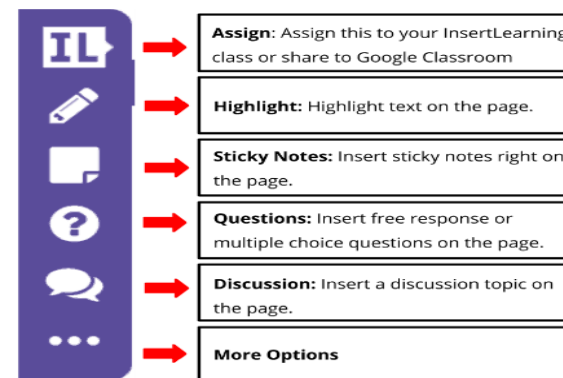 IL
Assign: Assign this to your InsertLearning
class or share to Google Classroom
Highlight: Highlight text on the page.
Sticky Notes: Insert sticky notes right on
the page.
?
Questions: Insert free response or
multiple choice questions on the page.
Discussion: Insert a discussion topic on
the page.
More Options